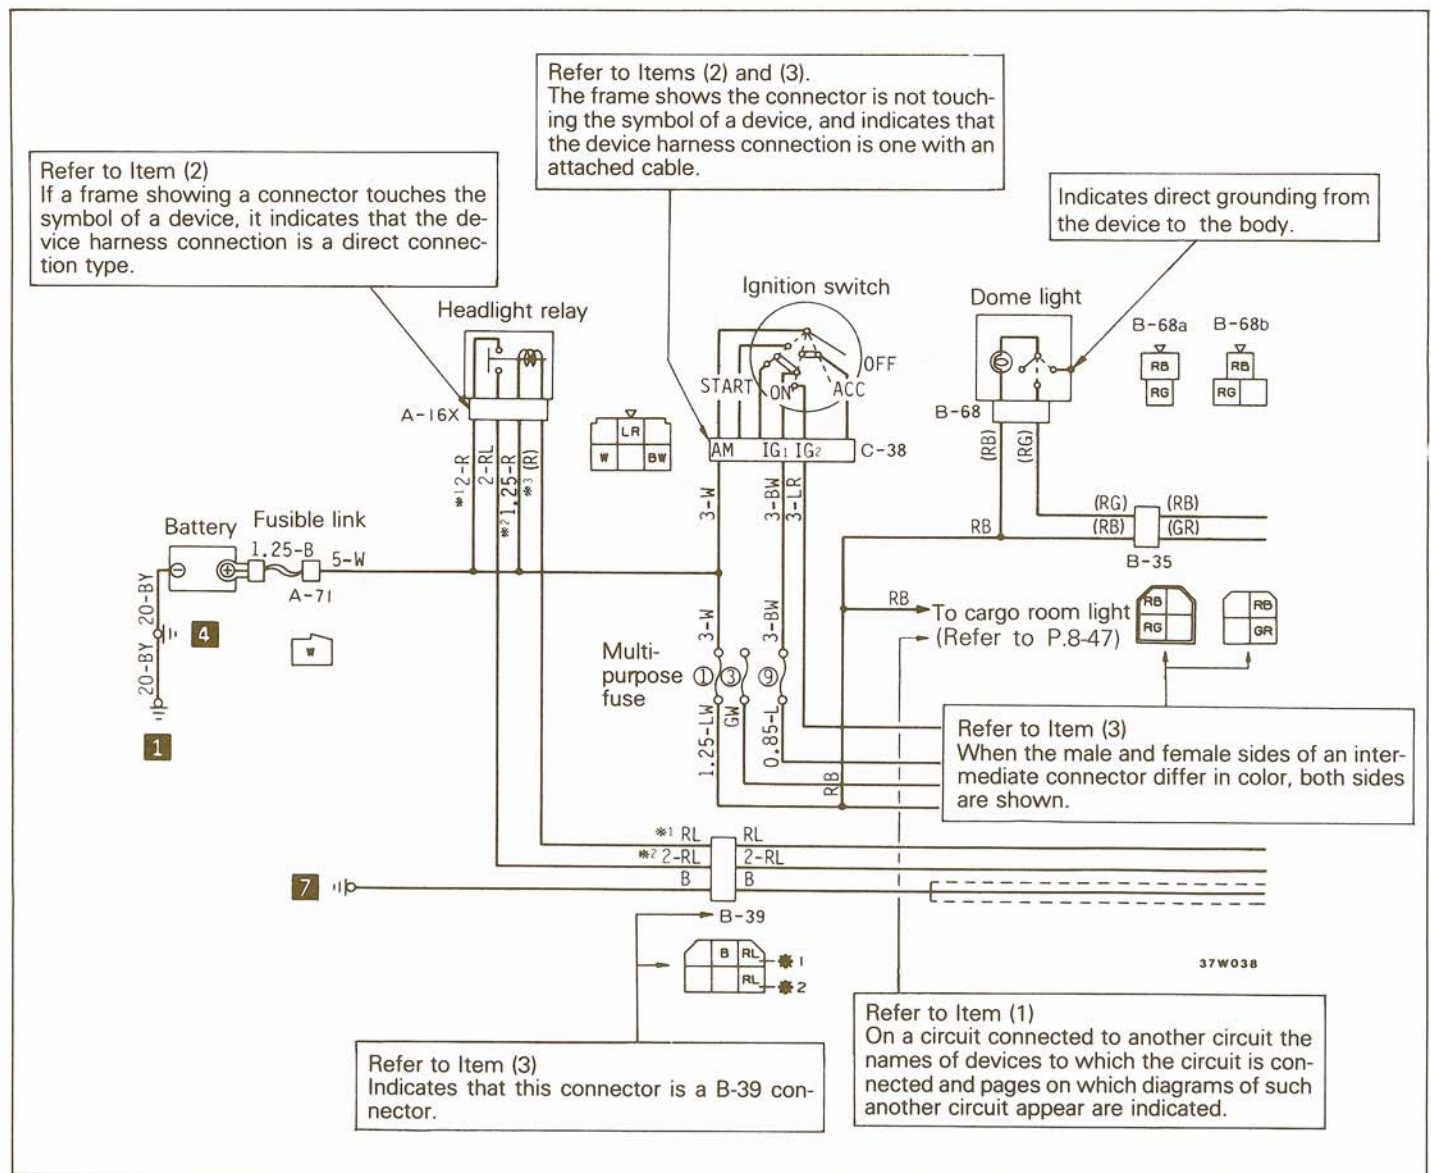 Refer to Items (2) and (3).
The frame shows the connector is not touch-
ing the symbol of a device, and indicates that
the device harness connection is one with an
attached cable.
Refer to Item (2)
If a frame showing a connector touches the
symbol of a device, it indicates that the de-
vice harness connection is a direct connec-
tion type.
Indicates direct grounding from
the device to the body.
Headlight relay
Ignition switch
Dome light
B-68a
B-68b
RB
RG
RB
RG
OFF
START
ON
ACC
A-16X
B-68
LR
W
BW
AM
IG1
IG2
C-38
*1 2-R
2-RL
*2 1.25-R
*3 (R)
3-W
3-BW
3-LR
(RB)
(RG)
(RG)
(RB)
RB
(RB)
(GR)
B-35
Battery
Fusible link
1.25-B
5-W
A-71
W
20-BY
4
20-BY
1
3-W
3-BW
RB
To cargo room light
(Refer to P.8-47)
RB
RG
RB
GR
Multi-
purpose
fuse
①
③
⑨
1.25-LW
GW
0.85-L
RB
Refer to Item (3)
When the male and female sides of an inter-
mediate connector differ in color, both sides
are shown.
*1 RL
RL
*2 2-RL
2-RL
7
B
B
B-39
B
RL
*1
RL
*2
37W038
Refer to Item (3)
Indicates that this connector is a B-39 con-
nector.
Refer to Item (1)
On a circuit connected to another circuit the
names of devices to which the circuit is con-
nected and pages on which diagrams of such
another circuit appear are indicated.